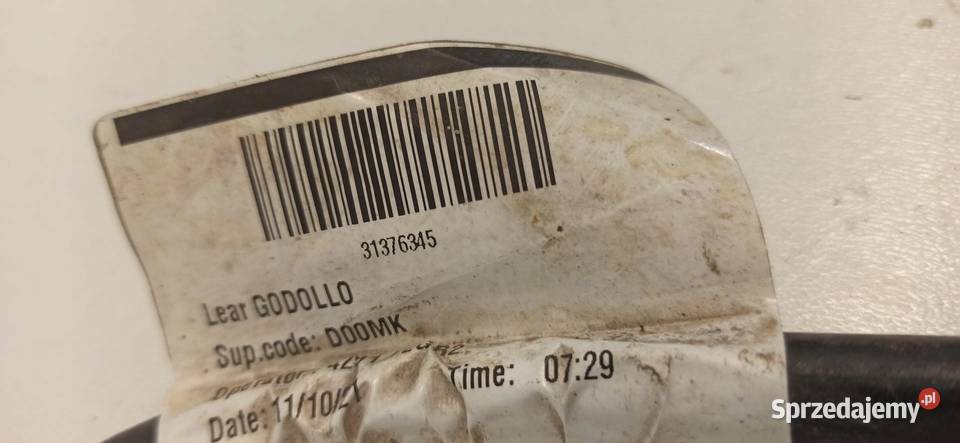 31376345
Lear GODOLLO
Sup.code: D00MK
Time: 07:29
Date: 11/10/21
Sprzedajemy.pl